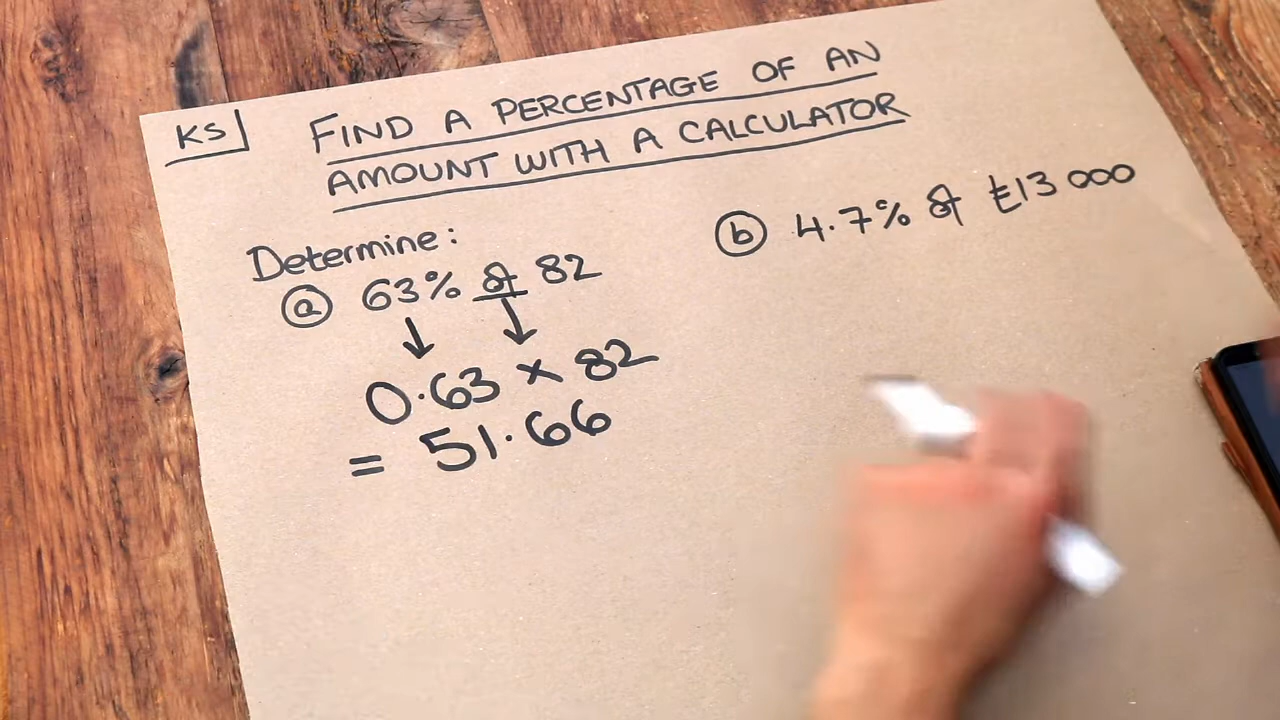 KS
FIND A PERCENTAGE OF AN
AMOUNT WITH A CALCULATOR
Determine:
ⓐ 63% of 82
0.63 × 82
= 51.66
ⓑ 4.7% of £13 000